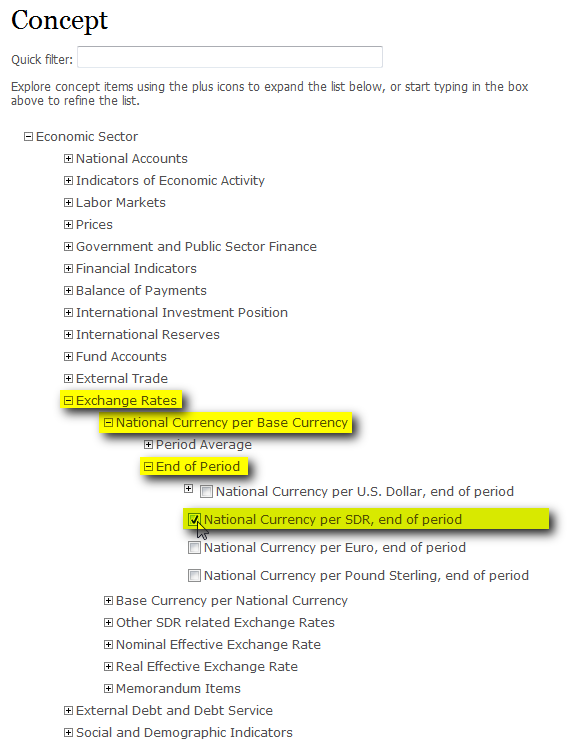 Concept
Quick filter:
Explore concept items using the plus icons to expand the list below, or start typing in the box
above to refine the list.
Economic Sector
National Accounts
Indicators of Economic Activity
Labor Markets
Prices
Government and Public Sector Finance
Financial Indicators
Balance of Payments
International Investment Position
International Reserves
Fund Accounts
External Trade
Exchange Rates
National Currency per Base Currency
Period Average
End of Period
National Currency per U.S. Dollar, end of period
National Currency per SDR, end of period
National Currency per Euro, end of period
National Currency per Pound Sterling, end of period
Base Currency per National Currency
Other SDR related Exchange Rates
Nominal Effective Exchange Rate
Real Effective Exchange Rate
Memorandum Items
External Debt and Debt Service
Social and Demographic Indicators